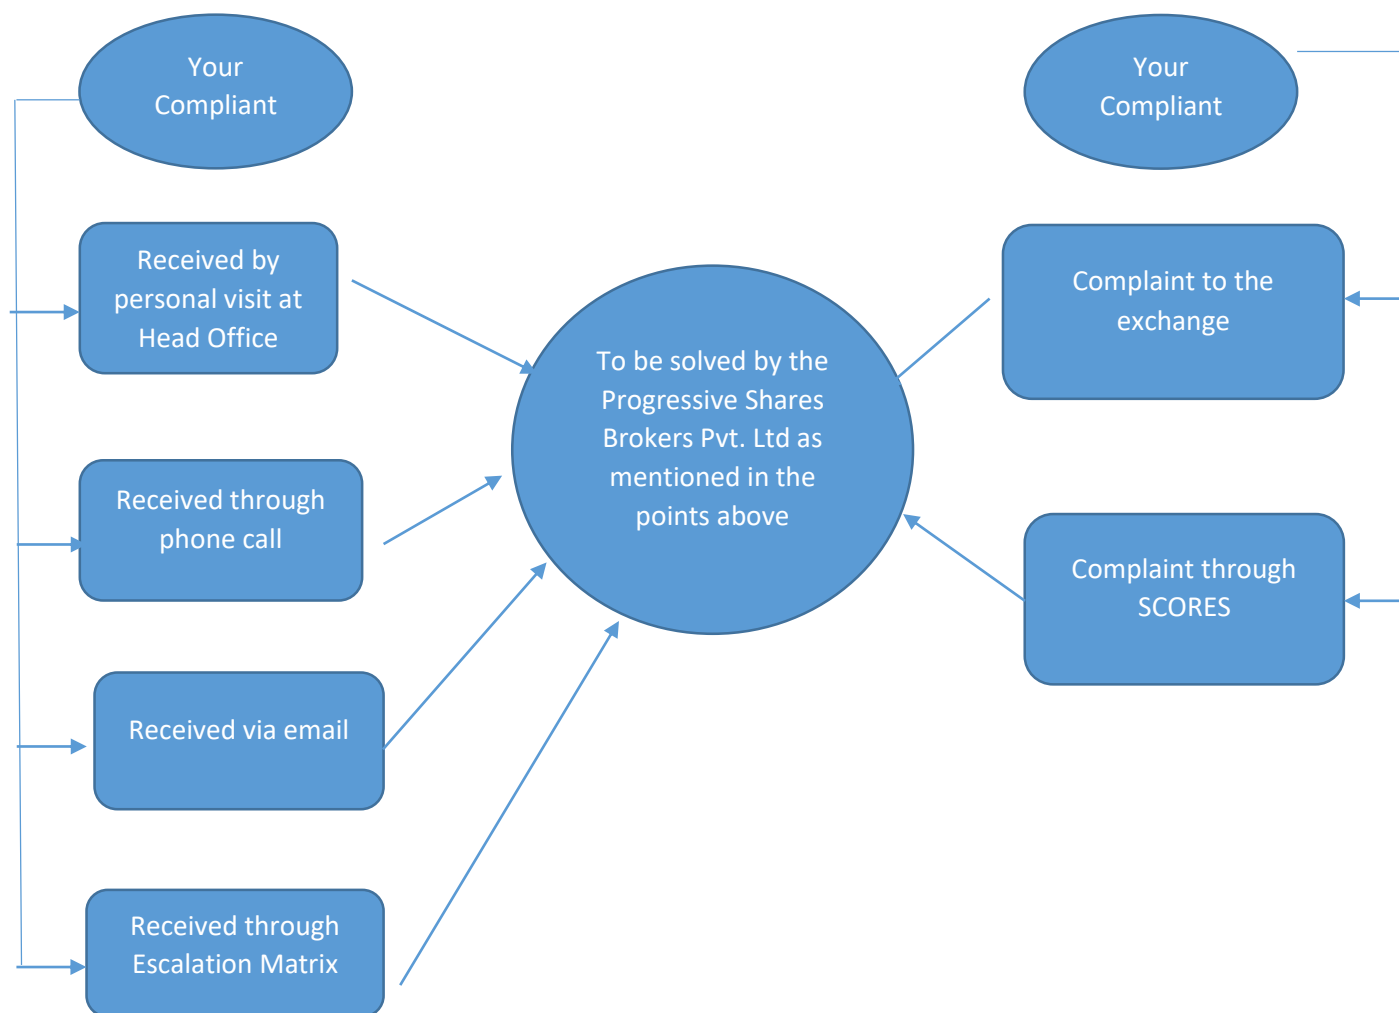 Your
Compliant
Your
Compliant
Received by
personal visit at
Head Office
Complaint to the
exchange
To be solved by the
Progressive Shares
Brokers Pvt. Ltd as
mentioned in the
points above
Received through
phone call
Complaint through
SCORES
Received via email
Received through
Escalation Matrix